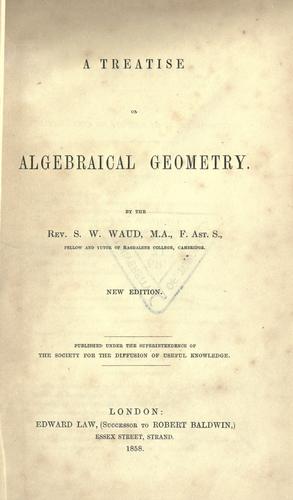 A TREATISE
ON
ALGEBRAICAL GEOMETRY.
BY THE
REV. S. W. WAUD, M.A., F. AST. S.,
FELLOW AND TUTOR OF MAGDALENE COLLEGE, CAMBRIDGE.
NEW EDITION.
PUBLISHED UNDER THE SUPERINTENDENCE OF
THE SOCIETY FOR THE DIFFUSION OF USEFUL KNOWLEDGE.
LONDON:
EDWARD LAW, (SUCCESSOR TO ROBERT BALDWIN,)
ESSEX STREET, STRAND.
1858.